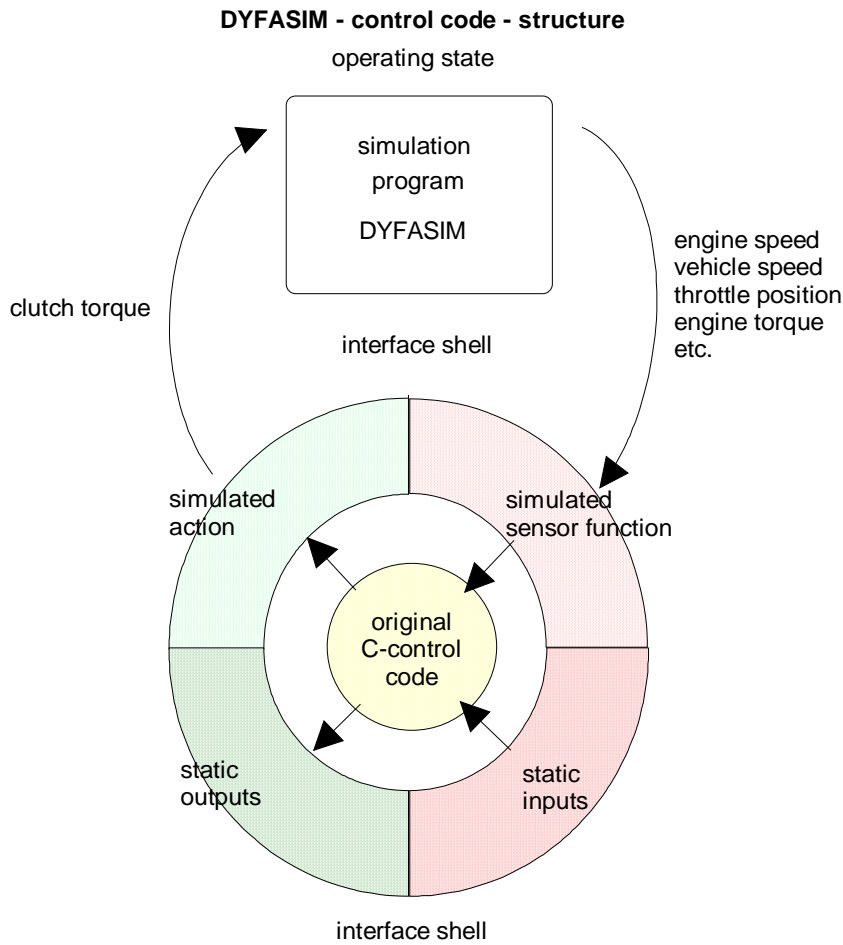 DYFASIM - control code - structure
operating state
simulation
program
DYFASIM
clutch torque
engine speed
vehicle speed
throttle position
engine torque
etc.
interface shell
simulated
action
simulated
sensor function
original
C-control
code
static
outputs
static
inputs
interface shell